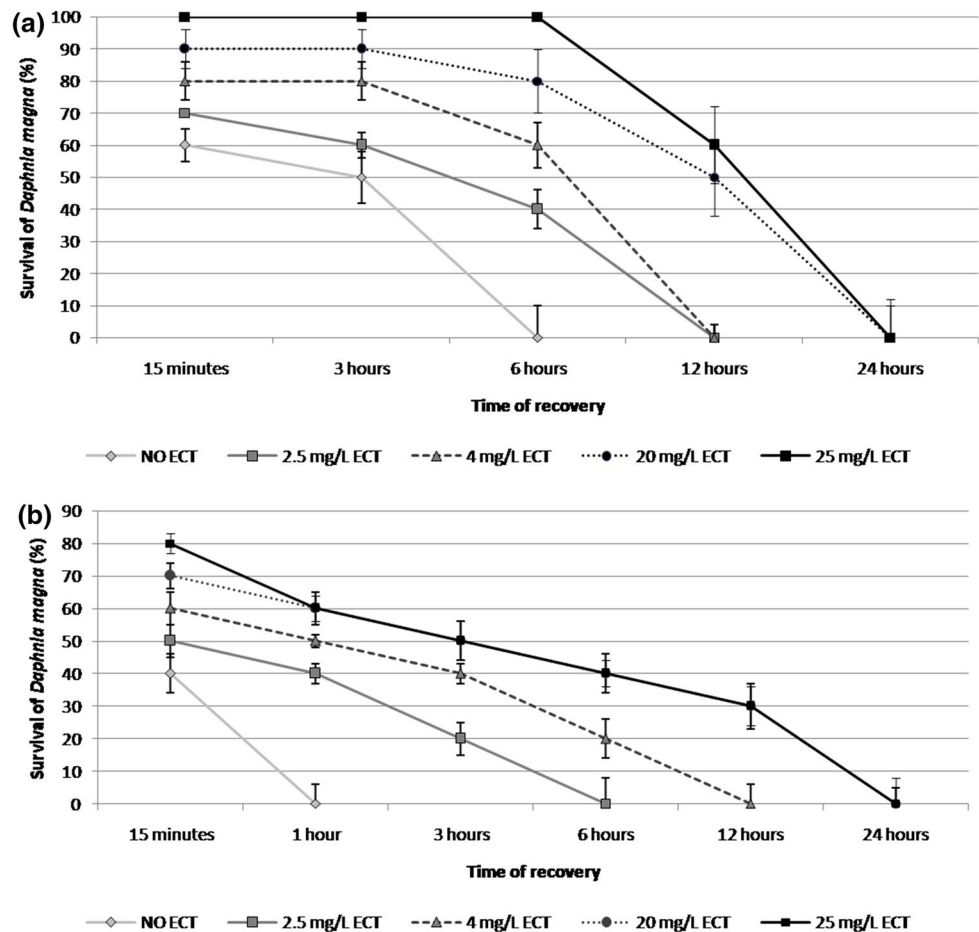 (a)
Survival of Daphnia magna (%)
100
90
80
70
60
50
40
30
20
10
0
15 minutes 3 hours 6 hours 12 hours 24 hours
Time of recovery
NO ECT 2.5 mg/L ECT 4 mg/L ECT 20 mg/L ECT 25 mg/L ECT
(b)
Survival of Daphnia magna (%)
90
80
70
60
50
40
30
20
10
0
15 minutes 1 hour 3 hours 6 hours 12 hours 24 hours
Time of recovery
NO ECT 2.5 mg/L ECT 4 mg/L ECT 20 mg/L ECT 25 mg/L ECT